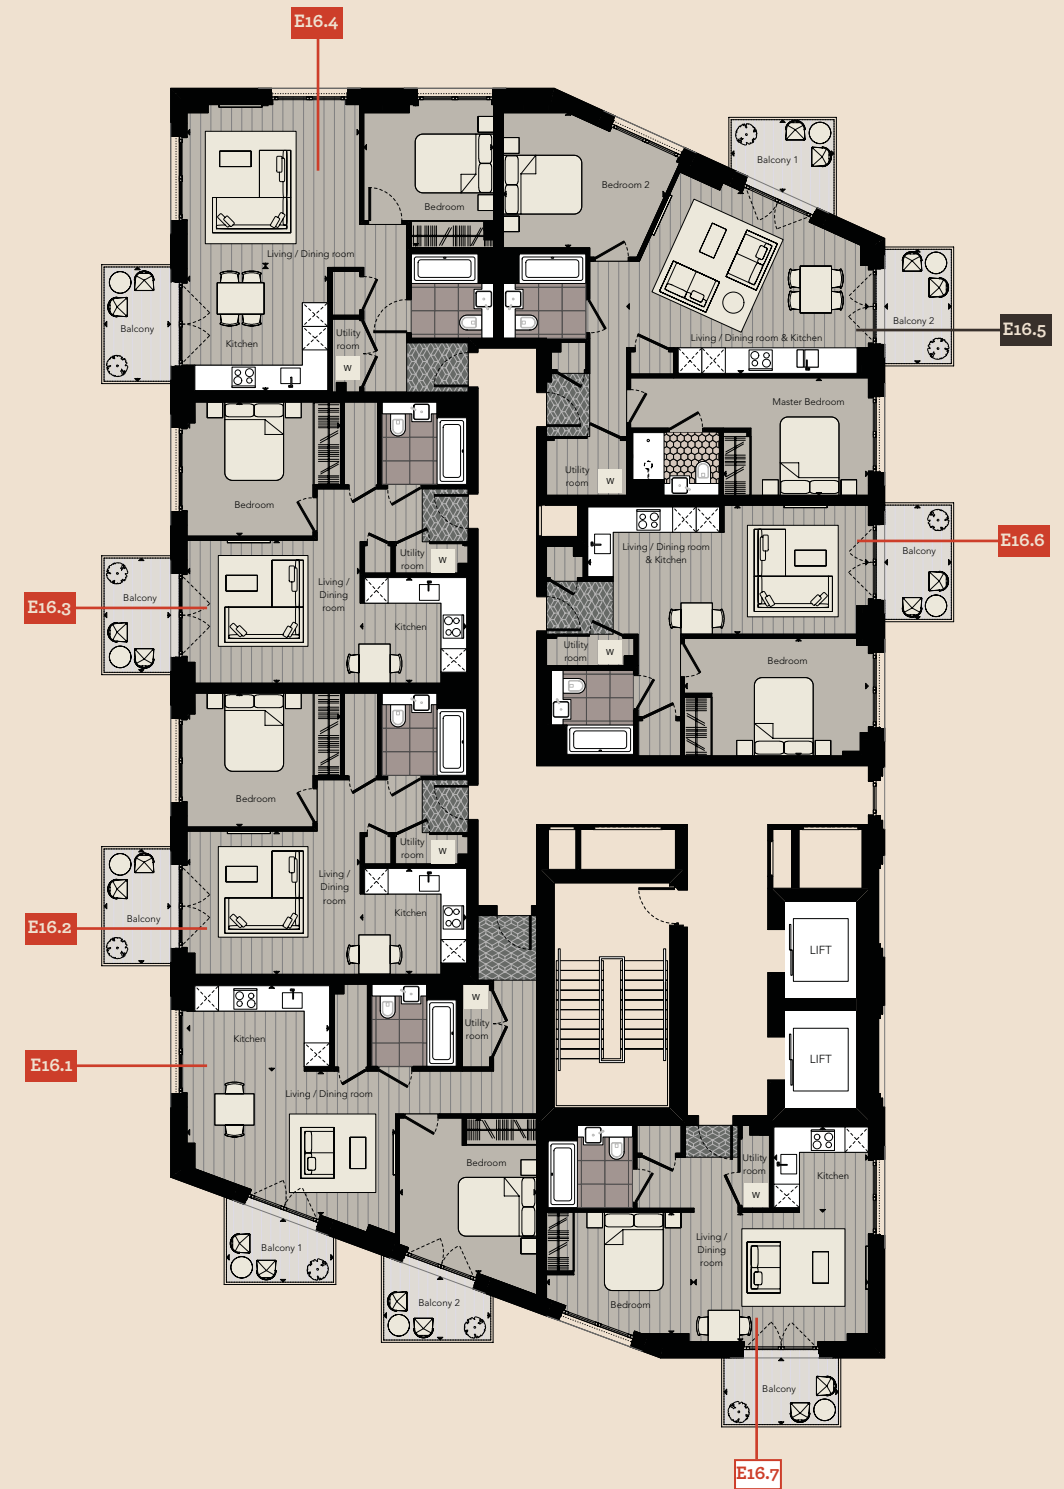 E16.4
Balcony 1
Bedroom 2
Bedroom
Living / Dining room
Balcony 2
E16.5
Balcony
Utility
room
W
Kitchen
Living / Dining room & Kitchen
Master Bedroom
Utility
room
W
Bedroom
E16.6
Living / Dining room
& Kitchen
Balcony
Utility
room
W
Living /
Dining
room
Balcony
E16.3
Kitchen
Utility
room
W
Bedroom
Bedroom
Utility
room
W
Living /
Dining
room
Kitchen
Balcony
E16.2
LIFT
W
Utility
room
Kitchen
LIFT
E16.1
Living / Dining room
Bedroom
Utility
room
W
Kitchen
Balcony 1
Living /
Dining
room
Balcony 2
Bedroom
Balcony
E16.7